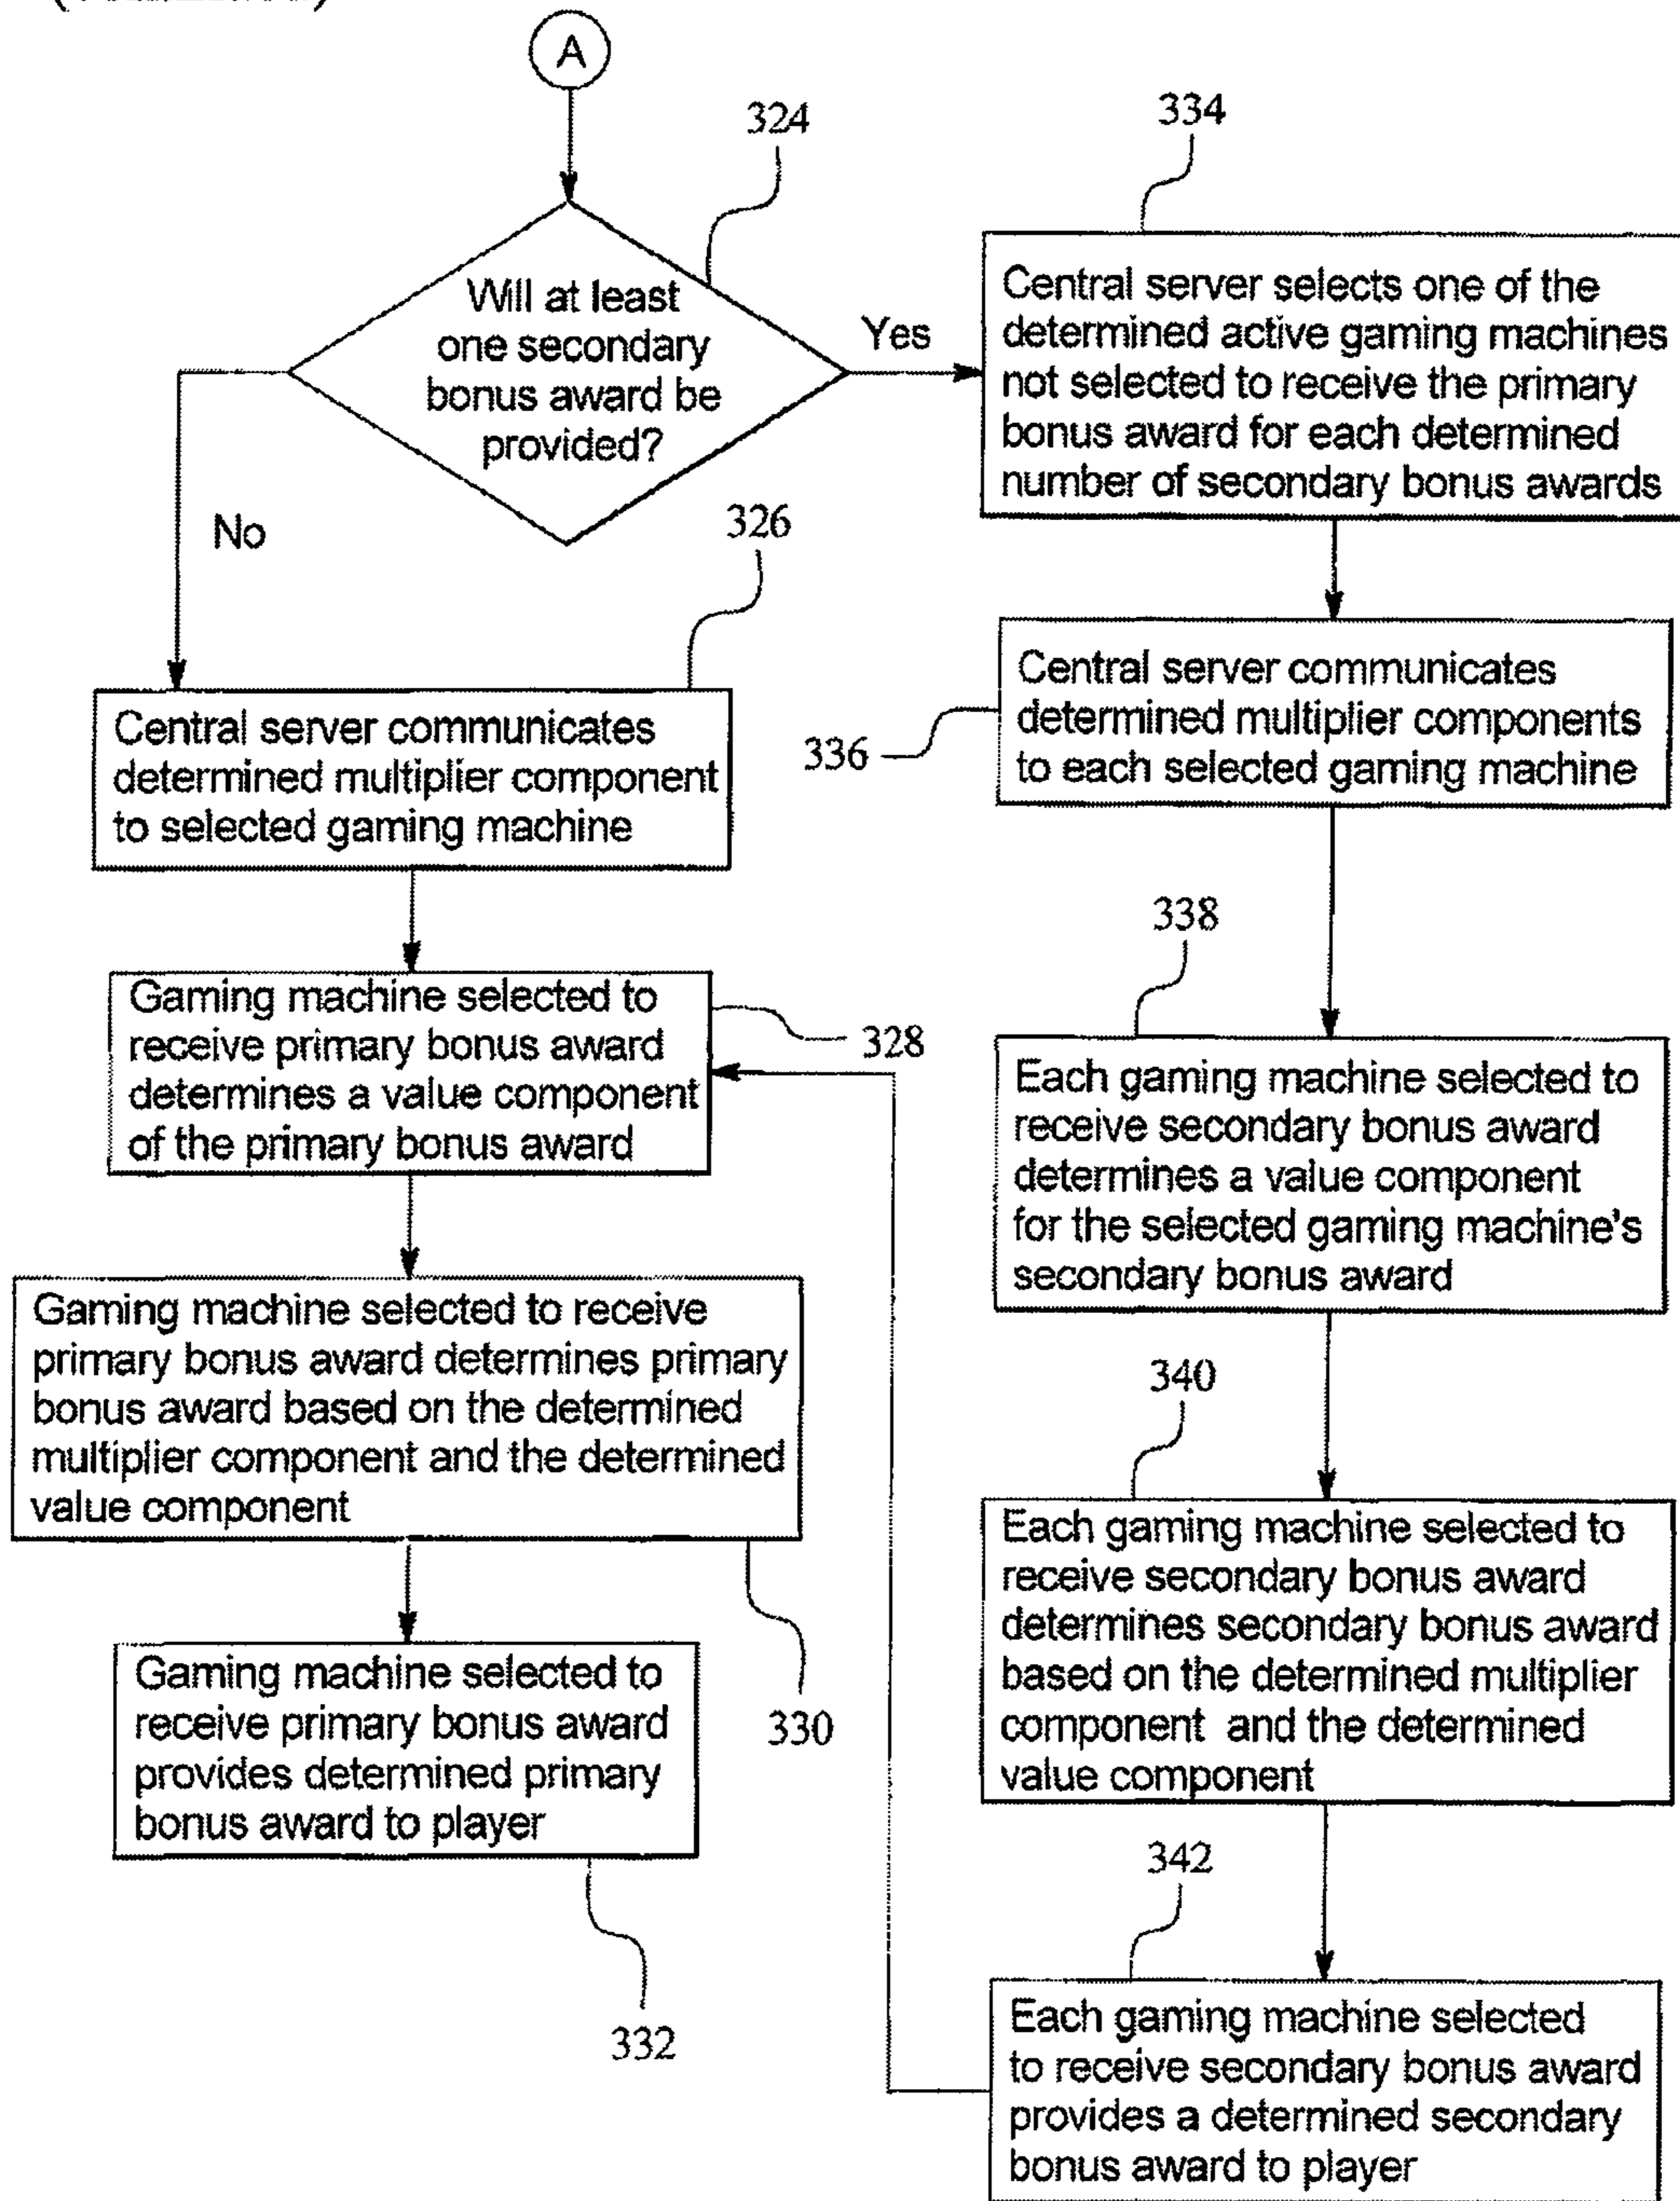 A
324
Will at least
one secondary
bonus award be
provided?
Yes
No
334
Central server selects one of the
determined active gaming machines
not selected to receive the primary
bonus award for each determined
number of secondary bonus awards
326
Central server communicates
determined multiplier component
to selected gaming machine
336
Central server communicates
determined multiplier components
to each selected gaming machine
328
Gaming machine selected to
receive primary bonus award
determines a value component
of the primary bonus award
338
Each gaming machine selected to
receive secondary bonus award
determines a value component
for the selected gaming machine's
secondary bonus award
Gaming machine selected to receive
primary bonus award determines primary
bonus award based on the determined
multiplier component and the determined
value component
330
340
Each gaming machine selected to
receive secondary bonus award
determines secondary bonus award
based on the determined multiplier
component and the determined
value component
Gaming machine selected to
receive primary bonus award
provides determined primary
bonus award to player
332
342
Each gaming machine selected
to receive secondary bonus award
provides a determined secondary
bonus award to player